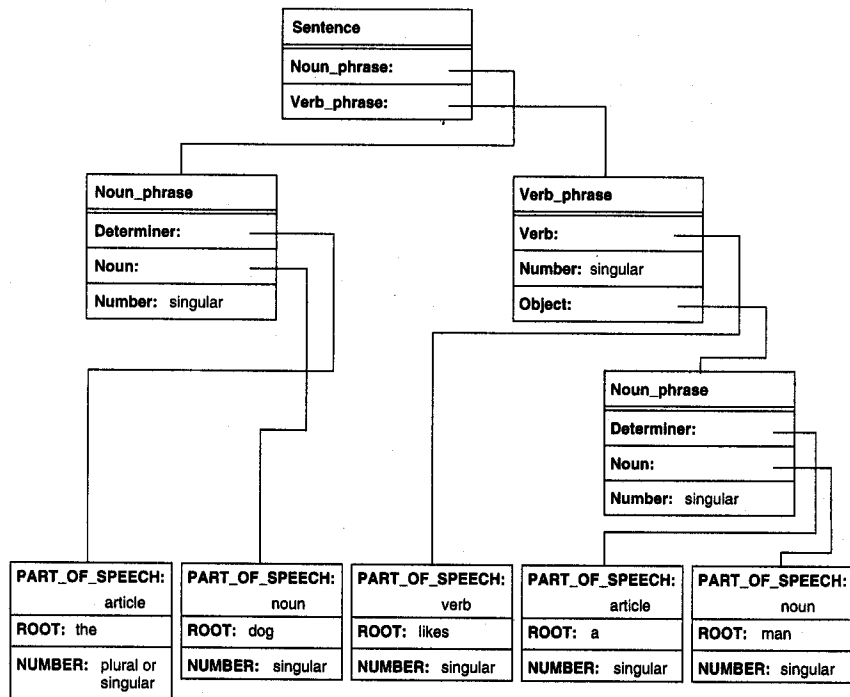 Sentence
Noun_phrase:
Verb_phrase:
Noun_phrase
Determiner:
Noun:
Number: singular
Verb_phrase
Verb:
Number: singular
Object:
Noun_phrase
Determiner:
Noun:
Number: singular
PART_OF_SPEECH:
article
ROOT: the
NUMBER: plural or
singular
PART_OF_SPEECH:
noun
ROOT: dog
NUMBER: singular
PART_OF_SPEECH:
verb
ROOT: likes
NUMBER: singular
PART_OF_SPEECH:
article
ROOT: a
NUMBER: singular
PART_OF_SPEECH:
noun
ROOT: man
NUMBER: singular